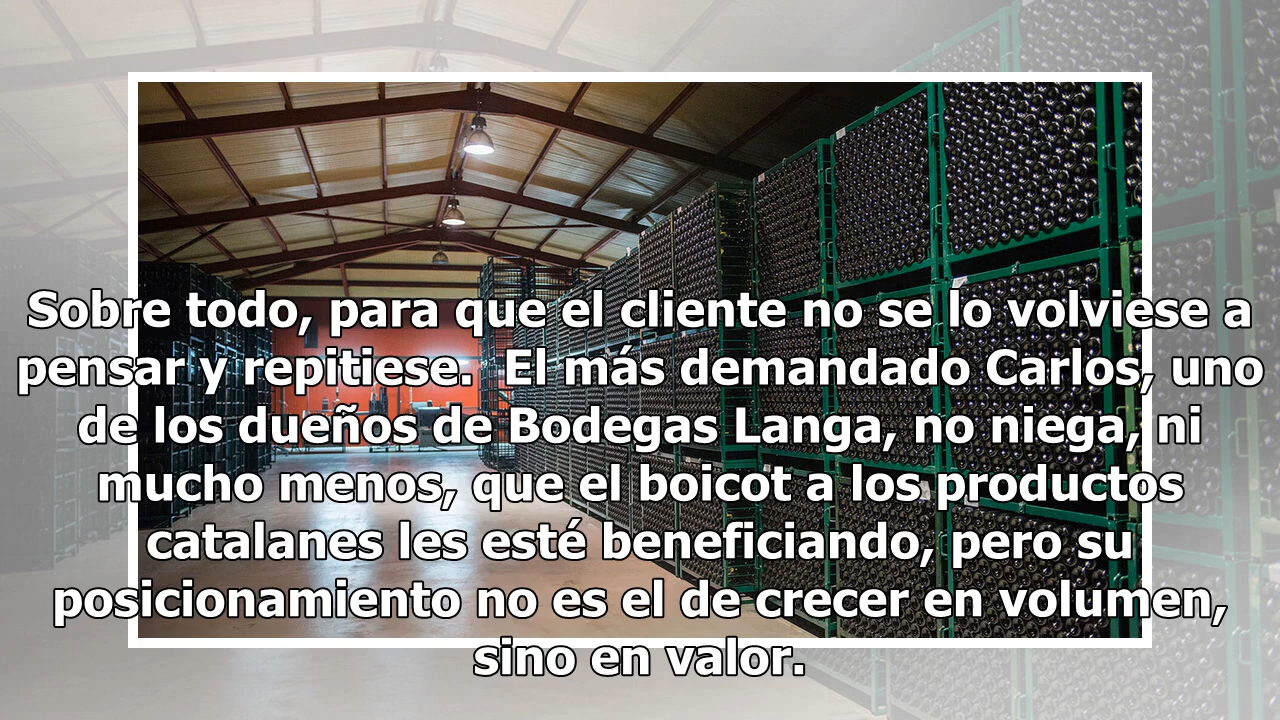 Sobre todo, para que el cliente no se lo volviese a
pensar y repitiese.  El más demandado Carlos, uno
de los dueños de Bodegas Langa, no niega, ni
mucho menos, que el boicot a los productos
catalanes les esté beneficiando, pero su
posicionamiento no es el de crecer en volumen,
sino en valor.